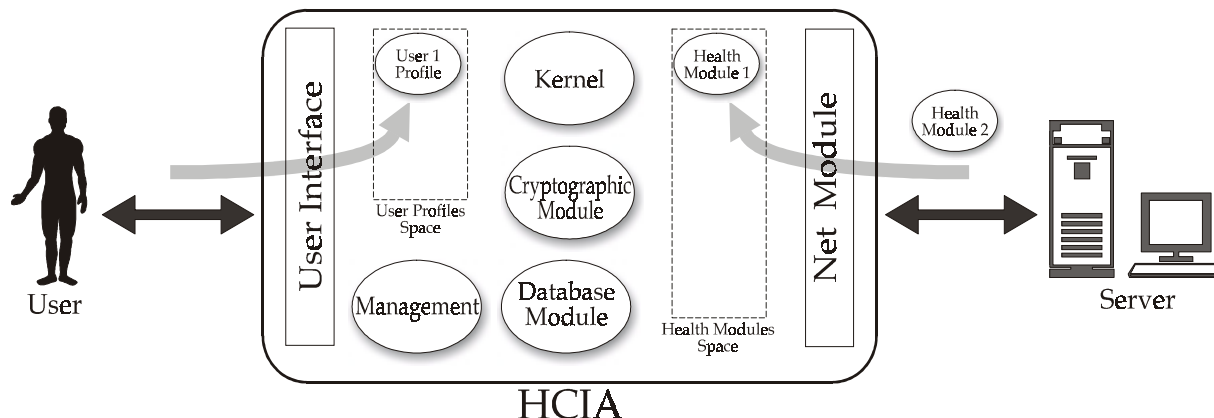 User
User Interface
User 1
Profile
User Profiles
Space
Management
Kernel
Cryptographic
Module
Database
Module
Health
Module 1
Health Modules
Space
Net Module
Health
Module 2
Server
HCIA